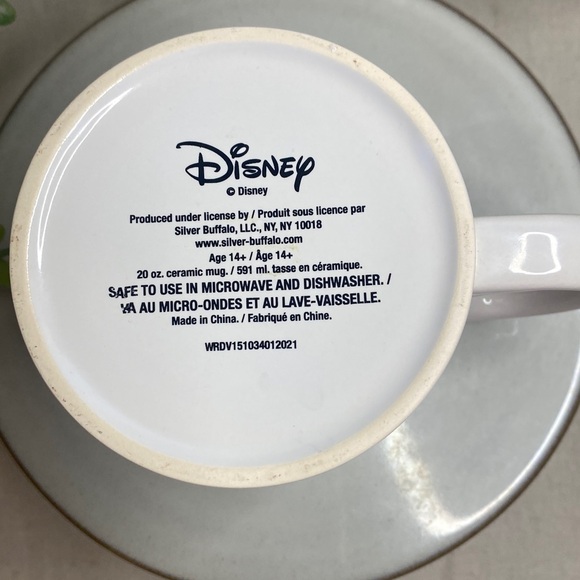 Disney
© Disney
Produced under license by / Produit sous licence par
Silver Buffalo, LLC., NY, NY 10018
www.silver-buffalo.com
Age 14+ / Âge 14+
20 oz. ceramic mug. / 591 ml. tasse en céramique.
SAFE TO USE IN MICROWAVE AND DISHWASHER. /
VA AU MICRO-ONDES ET AU LAVE-VAISSELLE.
Made in China. / Fabriqué en Chine.
WRDV151034012021